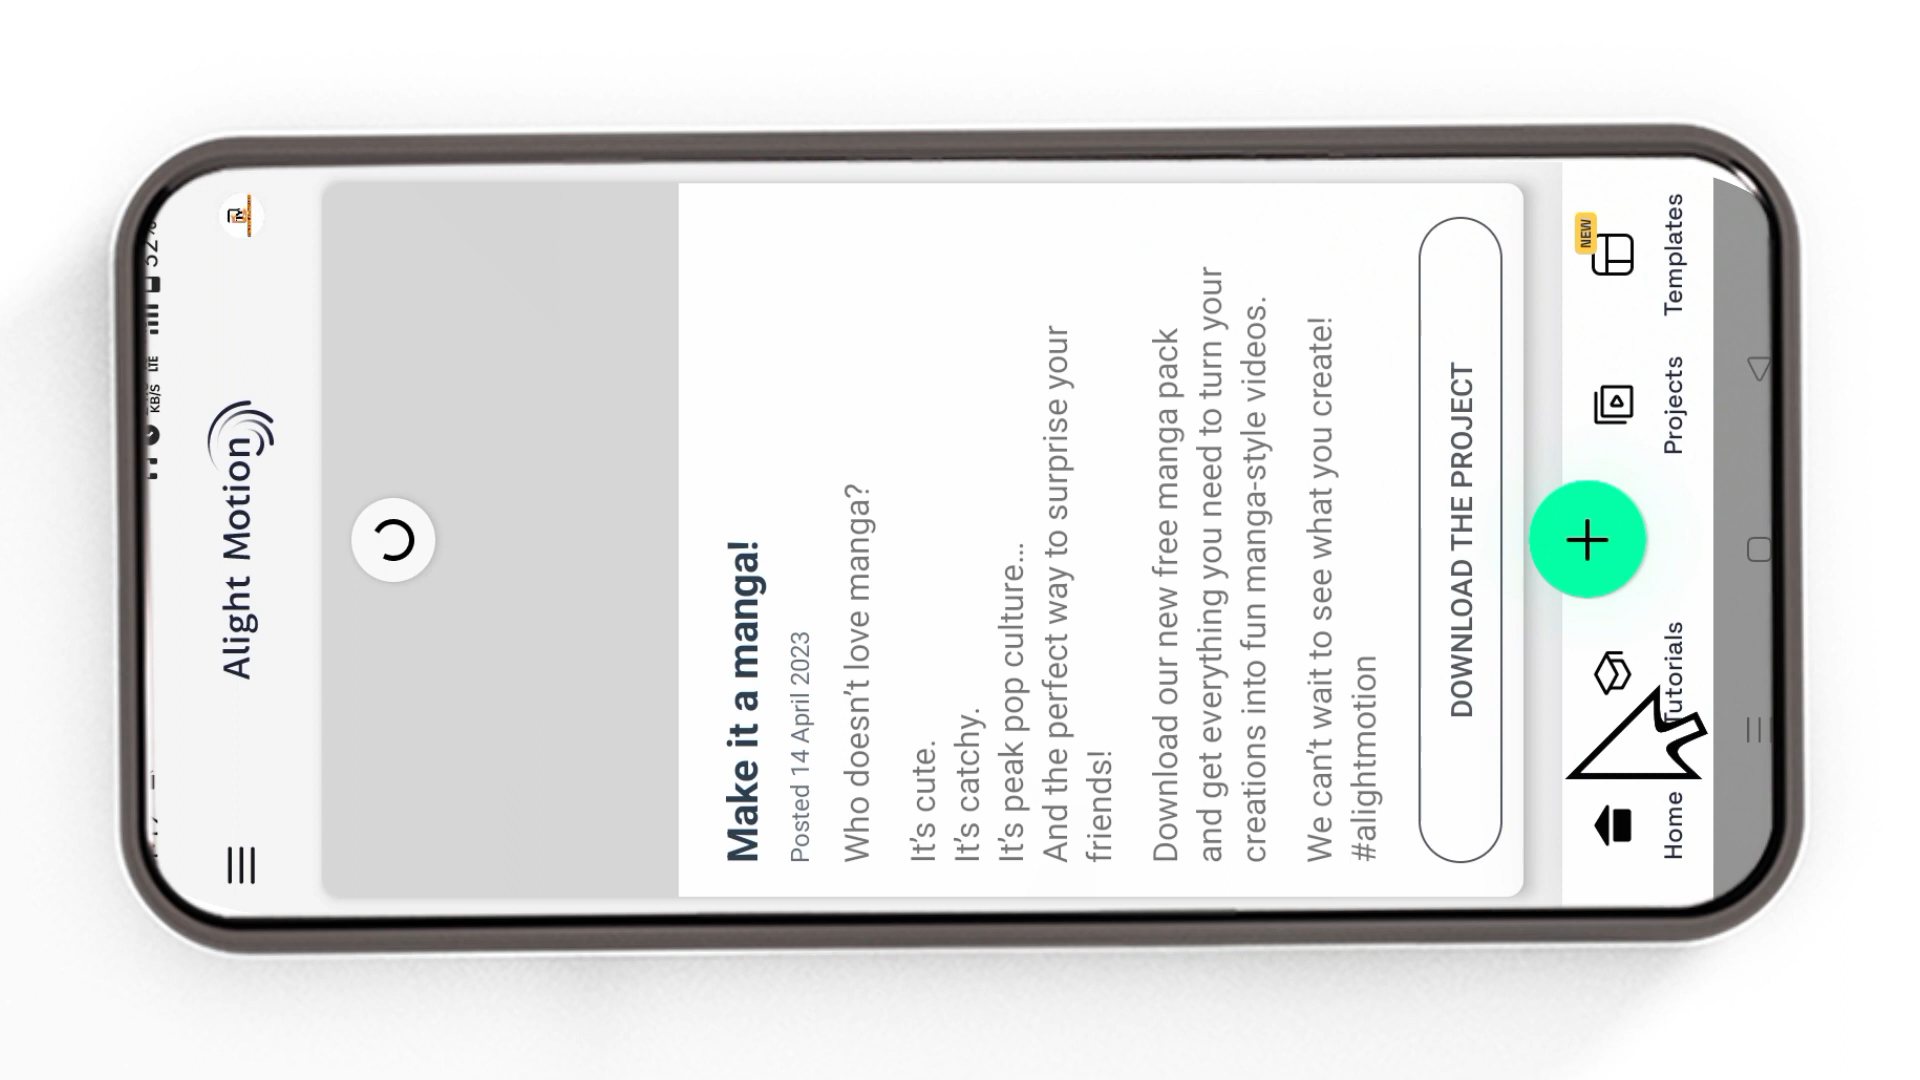 KB/S LTE
Alight Motion
Make it a manga!
Posted 14 April 2023
Who doesn't love manga?
It's cute.
It's catchy.
It's peak pop culture...
And the perfect way to surprise your
friends!
Download our new free manga pack
and get everything you need to turn your
creations into fun manga-style videos.
We can't wait to see what you create!
#alightmotion
DOWNLOAD THE PROJECT
NEW
Home Tutorials Projects Templates